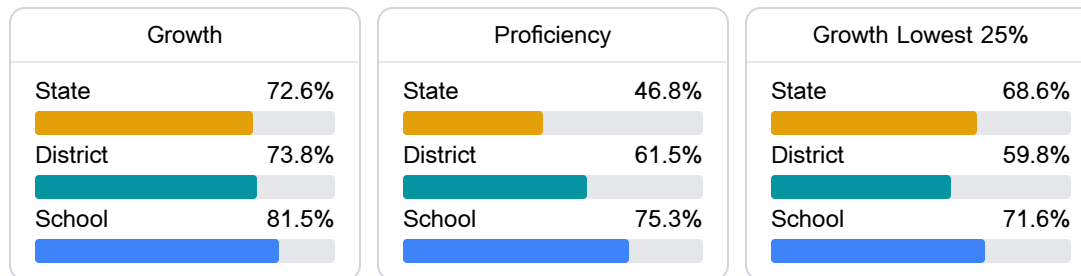 Growth
State 72.6%
District 73.8%
School 81.5%
Proficiency
State 46.8%
District 61.5%
School 75.3%
Growth Lowest 25%
State 68.6%
District 59.8%
School 71.6%